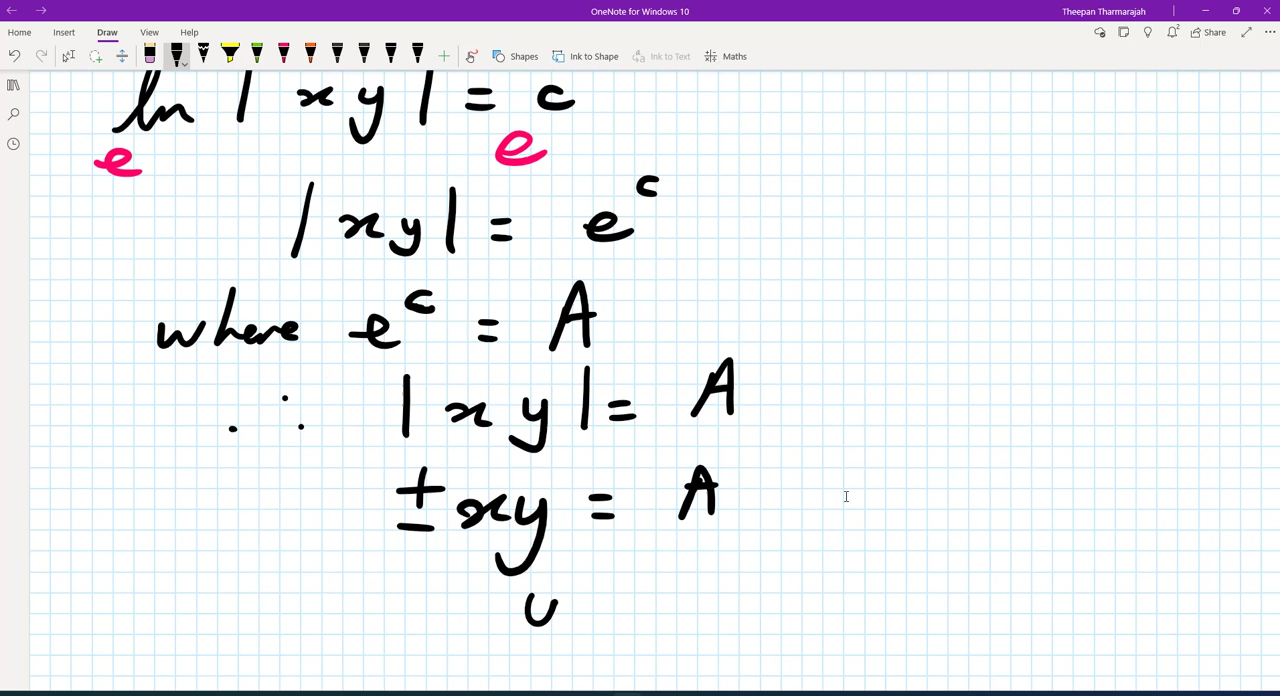 OneNote for Windows 10
Theepan Tharmarajah
Home Insert Draw View Help
Share
Shapes Ink to Shape Ink to Text Maths
ln |xy| = c
e e
|xy| = e^c
where e^c = A
∴ |xy| = A
± xy = A